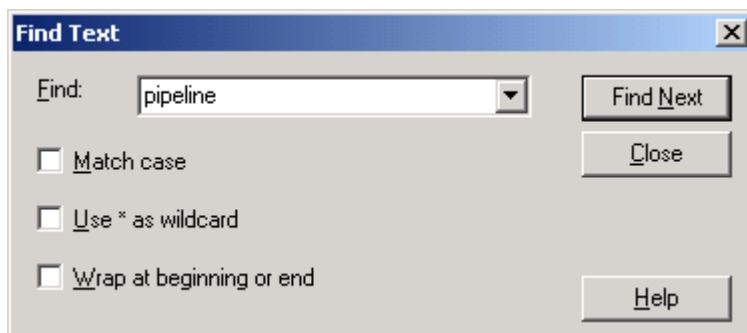 Find Text
Find: pipeline Find Next
Match case Close
Use * as wildcard
Wrap at beginning or end
Help